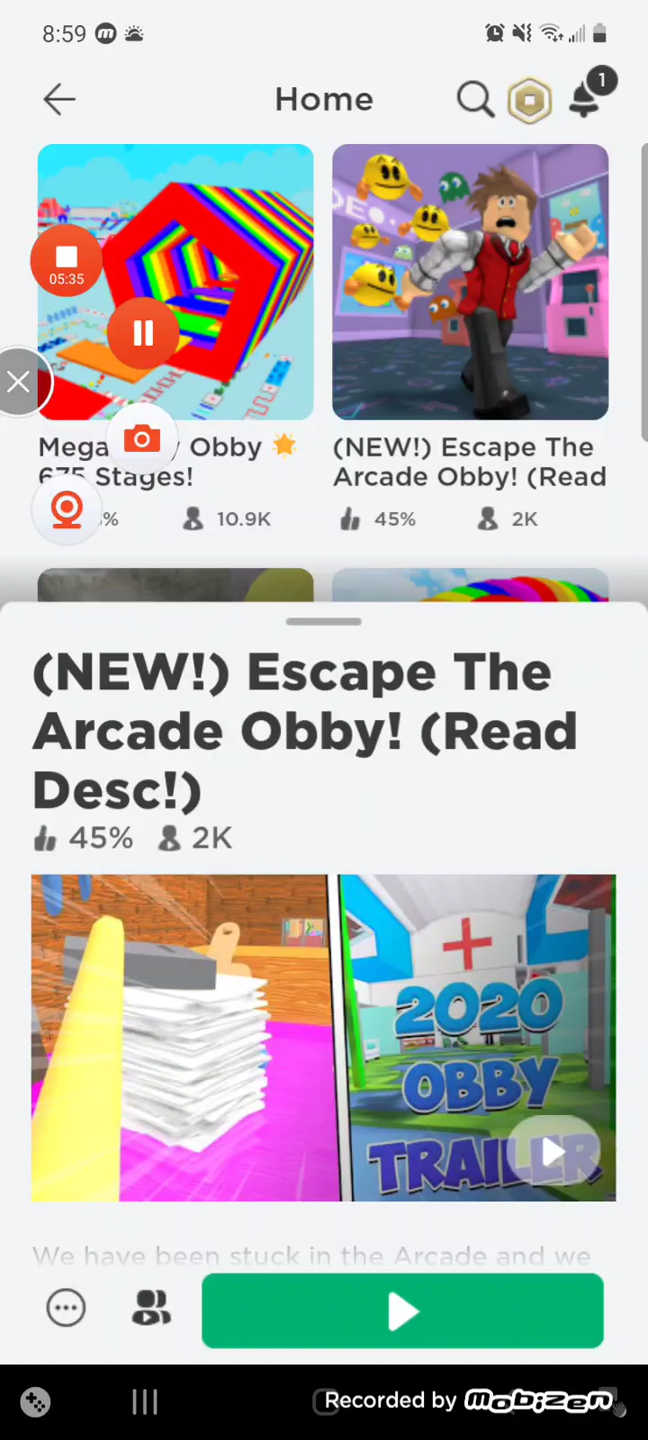 8:59
Home
1
05:35
Obby
Stages!
%
10.9K
(NEW!) Escape The
Arcade Obby! (Read
45%
2K
(NEW!) Escape The
Arcade Obby! (Read
Desc!)
45% 2K
2020
OBBY
TRAILER
We have been stuck in the Arcade and we
Recorded by mobizen